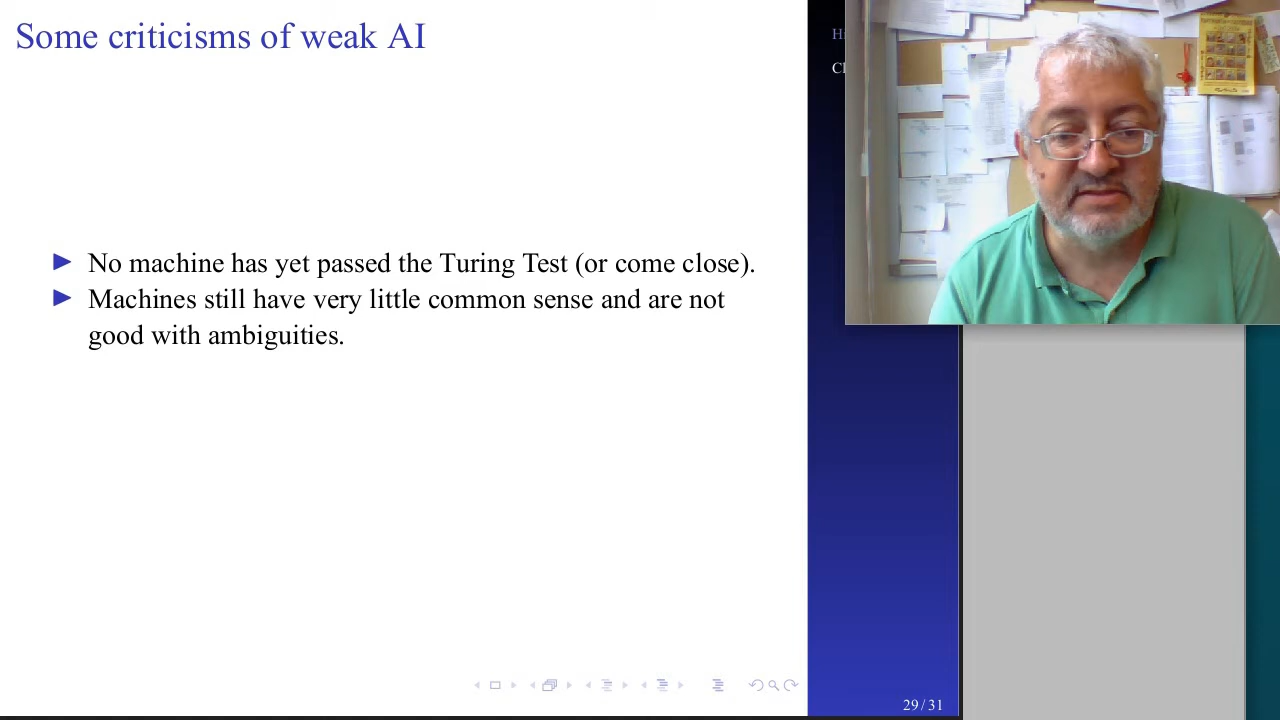 Some criticisms of weak AI
No machine has yet passed the Turing Test (or come close).
Machines still have very little common sense and are not
good with ambiguities.
29 / 31